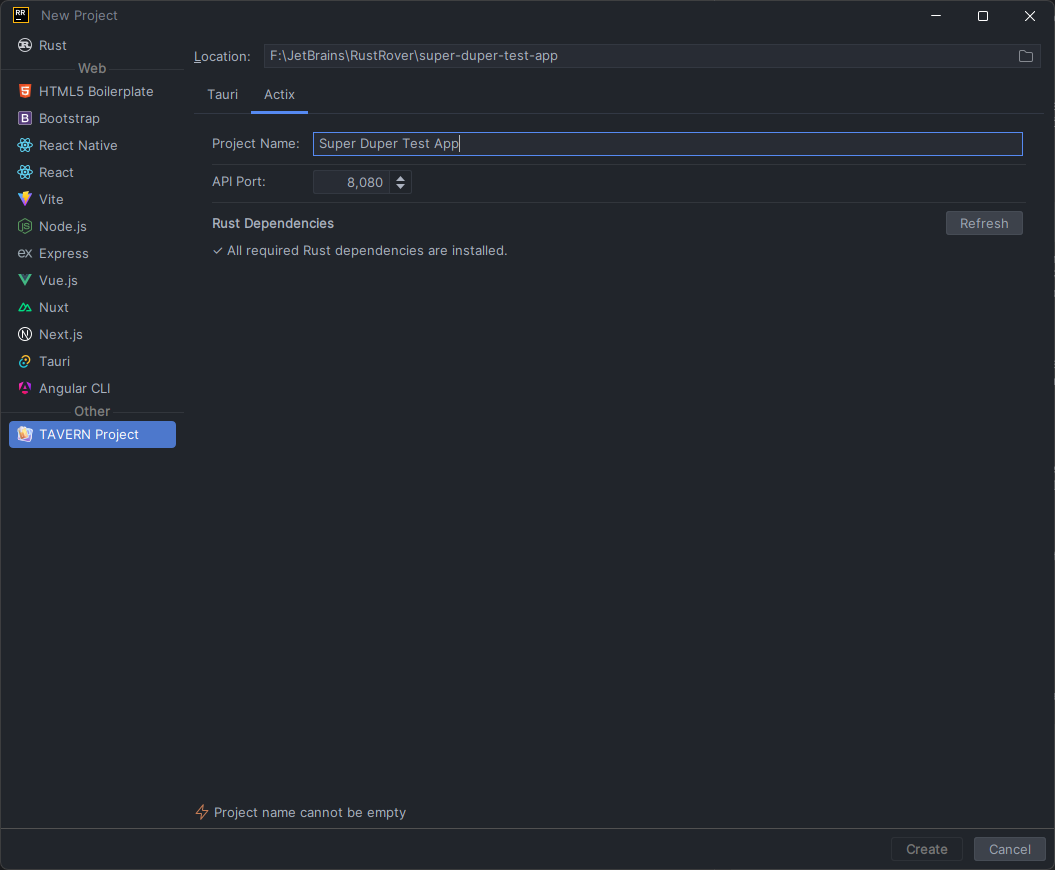 RR
New Project
Rust
Web
HTML5 Boilerplate
Bootstrap
React Native
React
Vite
Node.js
Express
Vue.js
Nuxt
Next.js
Tauri
Angular CLI
Other
TAVERN Project
Location: F:\JetBrains\RustRover\super-duper-test-app
Tauri Actix
Project Name: Super Duper Test App
API Port: 8,080
Rust Dependencies Refresh
✓ All required Rust dependencies are installed.
Project name cannot be empty
Create Cancel